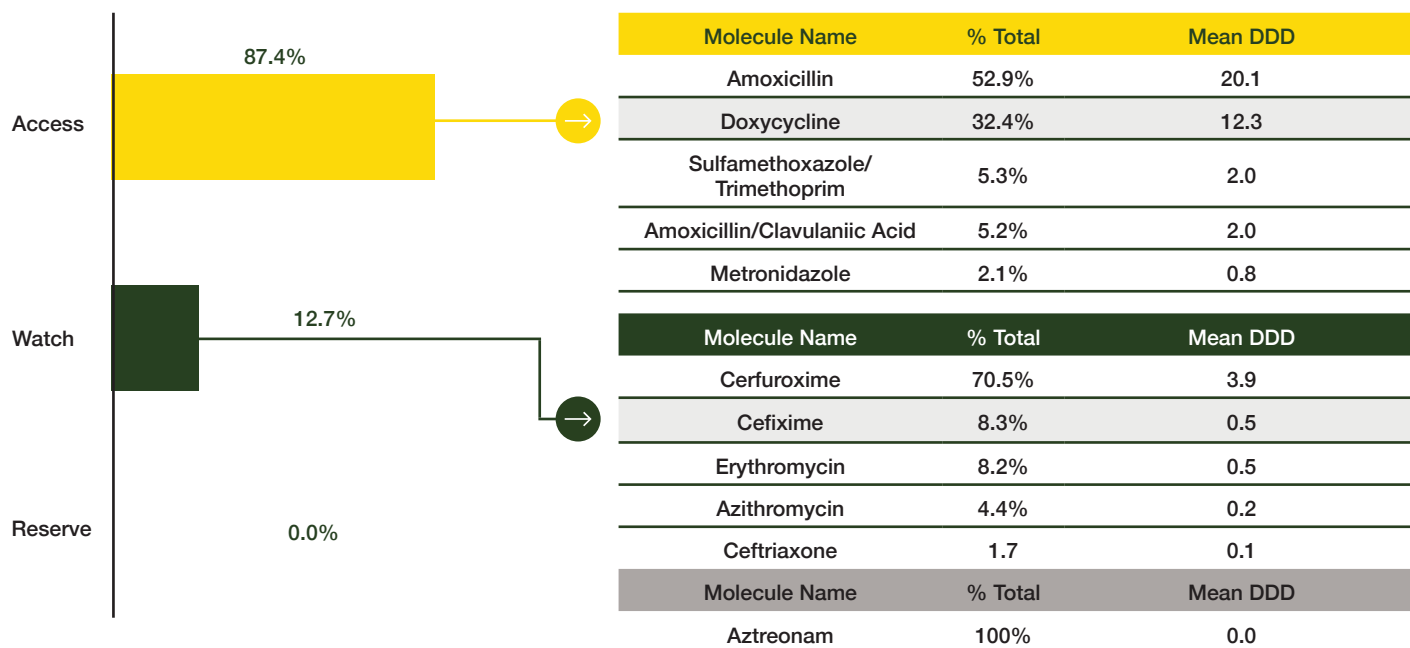 87.4%
Access
Molecule Name % Total Mean DDD
Amoxicillin 52.9% 20.1
Doxycycline 32.4% 12.3
Sulfamethoxazole/
Trimethoprim 5.3% 2.0
Amoxicillin/Clavulaniic Acid 5.2% 2.0
Metronidazole 2.1% 0.8
12.7%
Watch
Molecule Name % Total Mean DDD
Cerfuroxime 70.5% 3.9
Cefixime 8.3% 0.5
Erythromycin 8.2% 0.5
Azithromycin 4.4% 0.2
Ceftriaxone 1.7 0.1
Reserve
0.0%
Molecule Name % Total Mean DDD
Aztreonam 100% 0.0